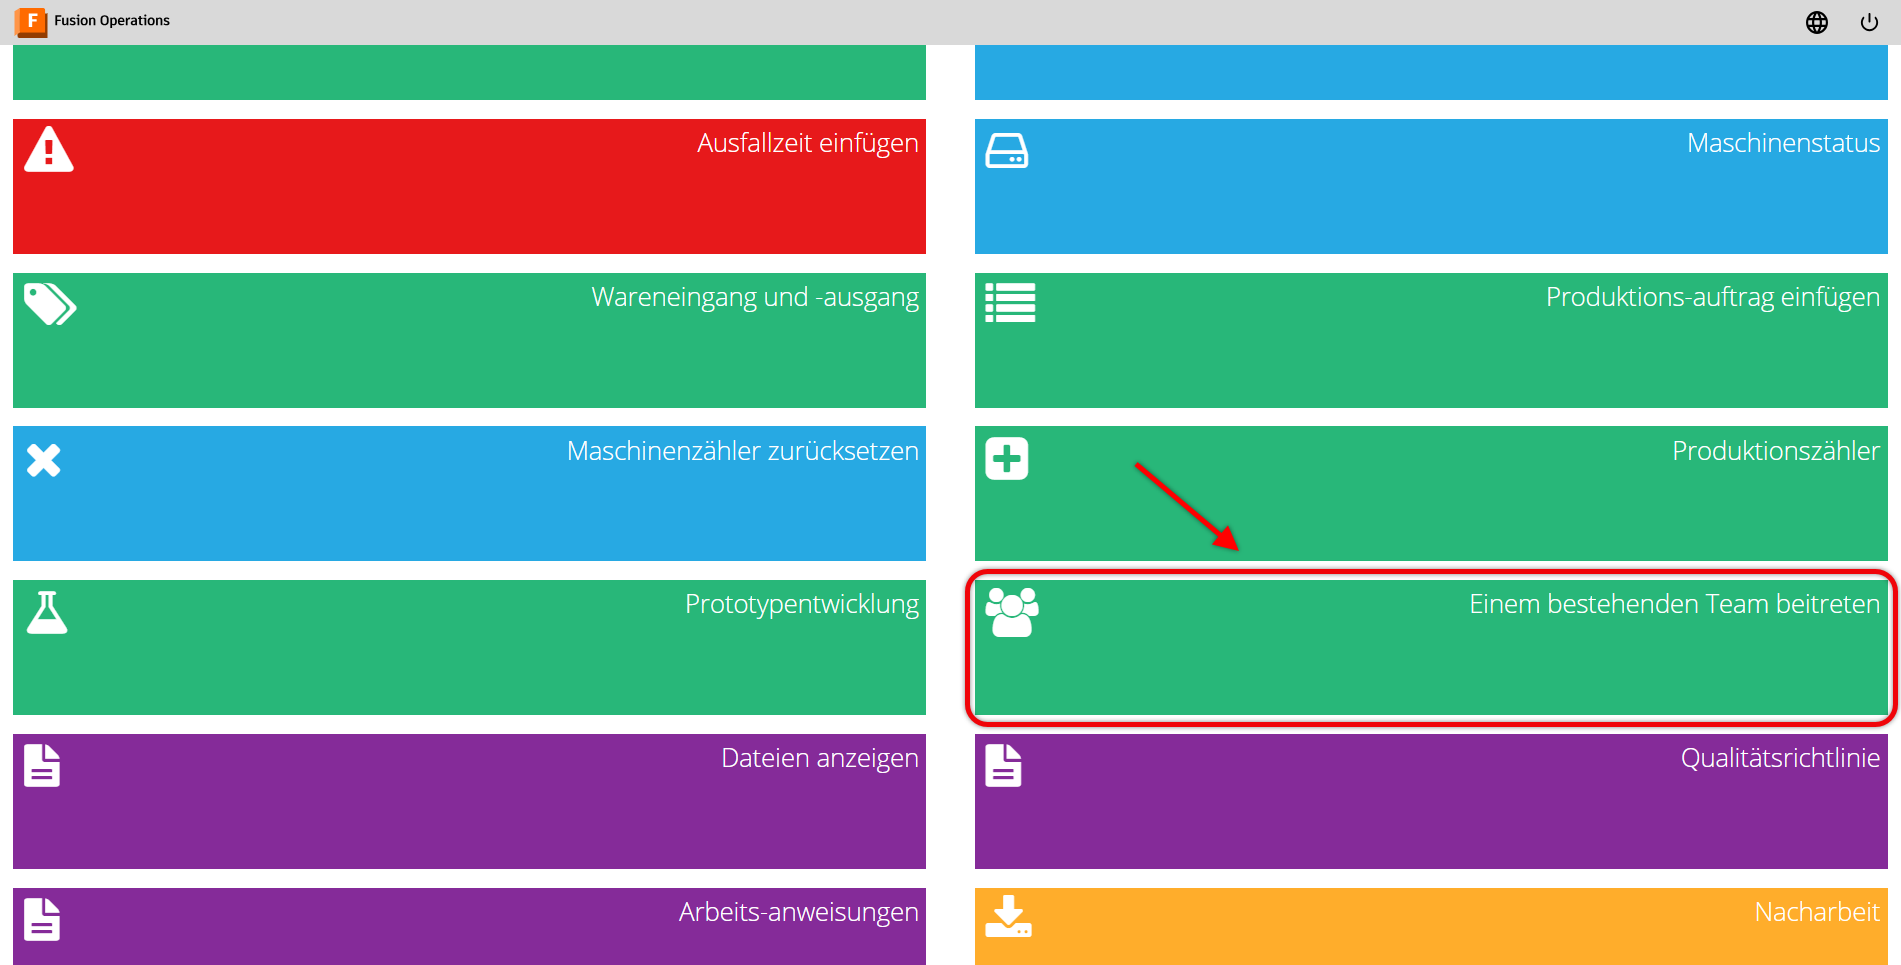 F Fusion Operations
Ausfallzeit einfügen
Maschinenstatus
Wareneingang und -ausgang
Produktions-auftrag einfügen
Maschinenzähler zurücksetzen
Produktionszähler
Prototypentwicklung
Einem bestehenden Team beitreten
Dateien anzeigen
Qualitätsrichtlinie
Arbeits-anweisungen
Nacharbeit